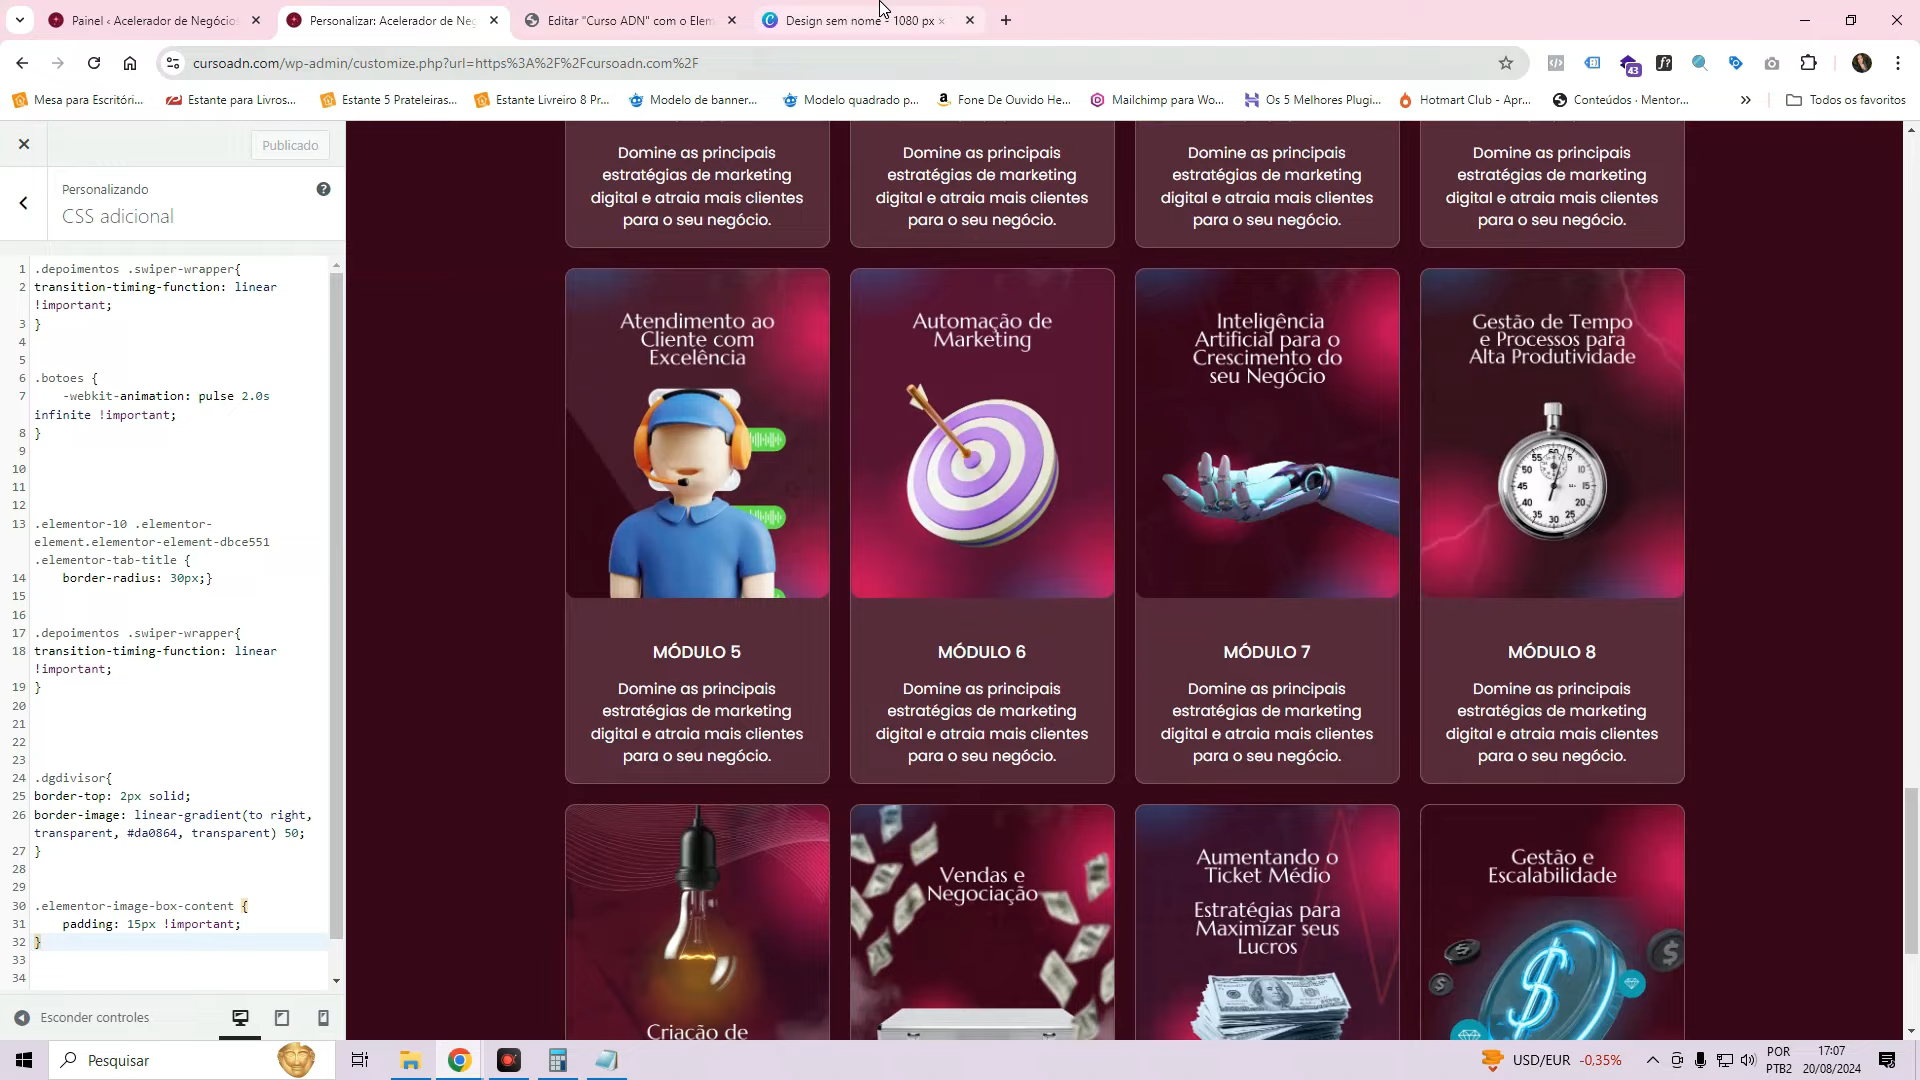 Painel ‹ Acelerador de Negócio
Personalizar: Acelerador de Neg
Editar "Curso ADN" com o Elem
Design sem nome - 1080 px ×
cursoadn.com/wp-admin/customize.php?url=https%3A%2F%2Fcursoadn.com%2F
43
Mesa para Escritóri...
Estante para Livros...
Estante 5 Prateleiras...
Estante Livreiro 8 Pr...
Modelo de banner...
Modelo quadrado p...
Fone De Ouvido He...
Mailchimp para Wo...
Os 5 Melhores Plugi...
Hotmart Club - Apr...
Conteúdos · Mentor...
Todos os favoritos
Publicado
Personalizando
CSS adicional
1 .depoimentos .swiper-wrapper{
2 transition-timing-function: linear
!important;
3 }
4
5
6 .botoes {
7 -webkit-animation: pulse 2.0s
infinite !important;
8 }
9
10
11
12
13 .elementor-10 .elementor-
element.elementor-element-dbce551
.elementor-tab-title {
14 border-radius: 30px;}
15
16
17 .depoimentos .swiper-wrapper{
18 transition-timing-function: linear
!important;
19 }
20
21
22
23
24 .dgdivisor{
25 border-top: 2px solid;
26 border-image: linear-gradient(to right,
transparent, #da0864, transparent) 50;
27 }
28
29
30 .elementor-image-box-content {
31 padding: 15px !important;
32 }
33
34
Esconder controles
Domine as principais
estratégias de marketing
digital e atraia mais clientes
para o seu negócio.
Domine as principais
estratégias de marketing
digital e atraia mais clientes
para o seu negócio.
Domine as principais
estratégias de marketing
digital e atraia mais clientes
para o seu negócio.
Domine as principais
estratégias de marketing
digital e atraia mais clientes
para o seu negócio.
Atendimento ao
Cliente com
Excelência
MÓDULO 5
Domine as principais
estratégias de marketing
digital e atraia mais clientes
para o seu negócio.
Automação de
Marketing
MÓDULO 6
Domine as principais
estratégias de marketing
digital e atraia mais clientes
para o seu negócio.
Inteligência
Artificial para o
Crescimento do
seu Negócio
MÓDULO 7
Domine as principais
estratégias de marketing
digital e atraia mais clientes
para o seu negócio.
Gestão de Tempo
e Processos para
Alta Produtividade
MÓDULO 8
Domine as principais
estratégias de marketing
digital e atraia mais clientes
para o seu negócio.
Criação de
Vendas e
Negociação
Aumentando o
Ticket Médio
Estratégias para
Maximizar seus
Lucros
Gestão e
Escalabilidade
Pesquisar
USD/EUR -0,35%
POR
PTB2
17:07
20/08/2024